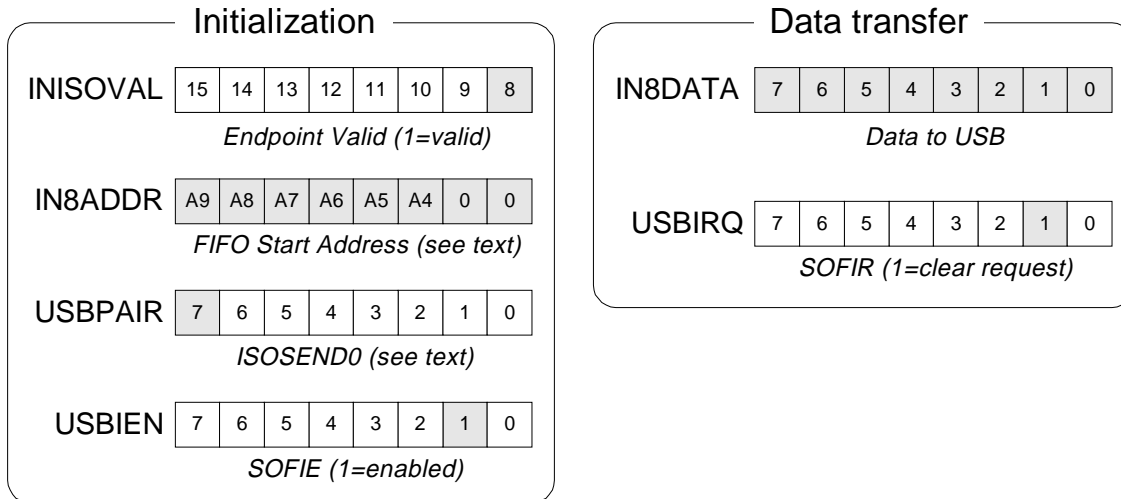 Initialization
INISOVAL 15 14 13 12 11 10 9 8
Endpoint Valid (1=valid)
IN8ADDR A9 A8 A7 A6 A5 A4 0 0
FIFO Start Address (see text)
USBPAIR 7 6 5 4 3 2 1 0
ISOSEND0 (see text)
USBIEN 7 6 5 4 3 2 1 0
SOFIE (1=enabled)
Data transfer
IN8DATA 7 6 5 4 3 2 1 0
Data to USB
USBIRQ 7 6 5 4 3 2 1 0
SOFIR (1=clear request)